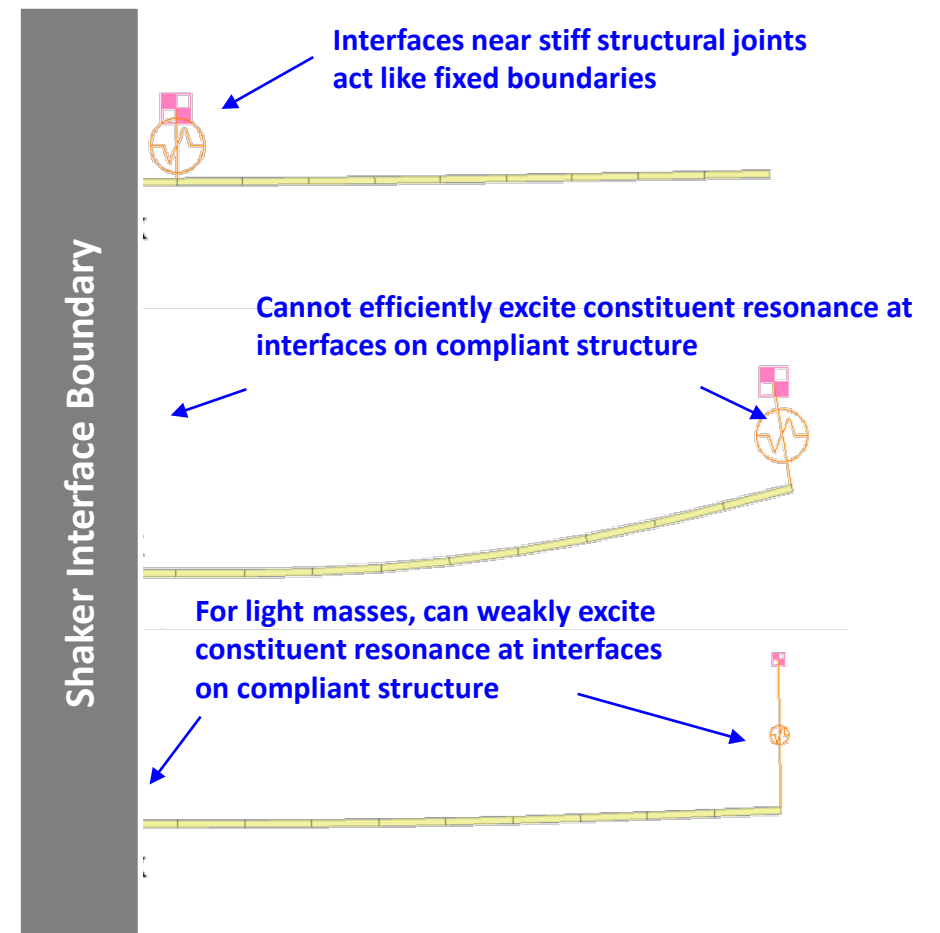 Interfaces near stiff structural joints
act like fixed boundaries
Shaker Interface Boundary
Cannot efficiently excite constituent resonance at
interfaces on compliant structure
For light masses, can weakly excite
constituent resonance at interfaces
on compliant structure